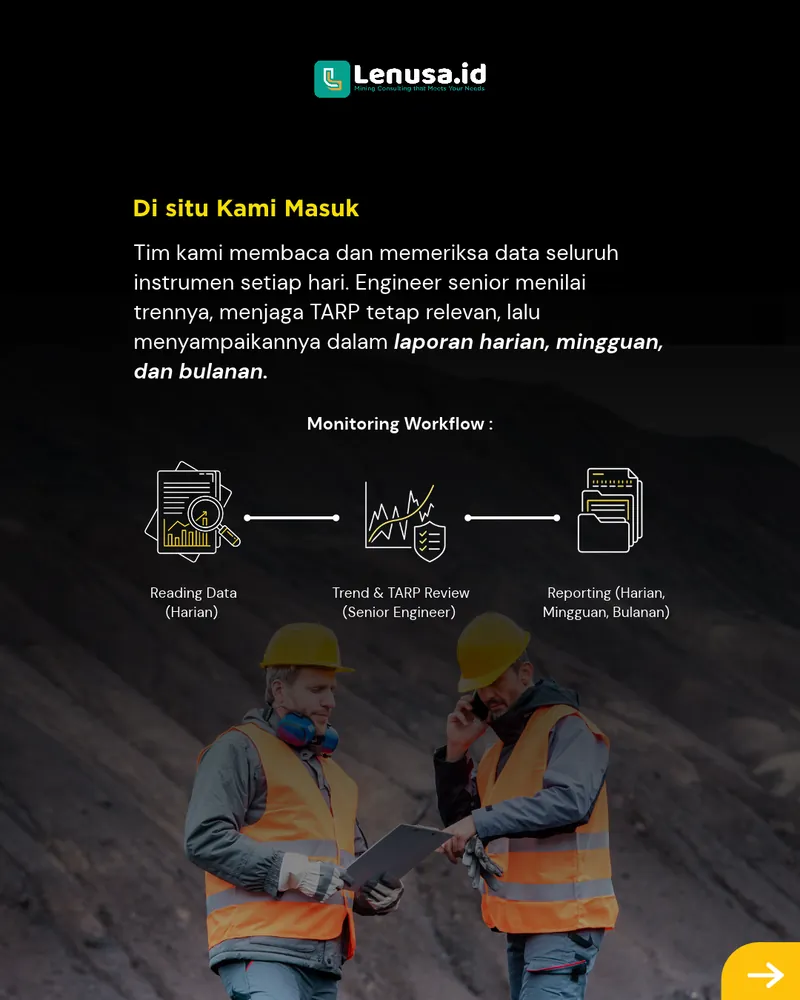 Lenusa.id
Mining Consulting that Meets Your Needs
Di situ Kami Masuk
Tim kami membaca dan memeriksa data seluruh
instrumen setiap hari. Engineer senior menilai
trennya, menjaga TARP tetap relevan, lalu
menyampaikannya dalam laporan harian, mingguan,
dan bulanan.
Monitoring Workflow :
Reading Data
(Harian)
Trend & TARP Review
(Senior Engineer)
Reporting (Harian,
Mingguan, Bulanan)